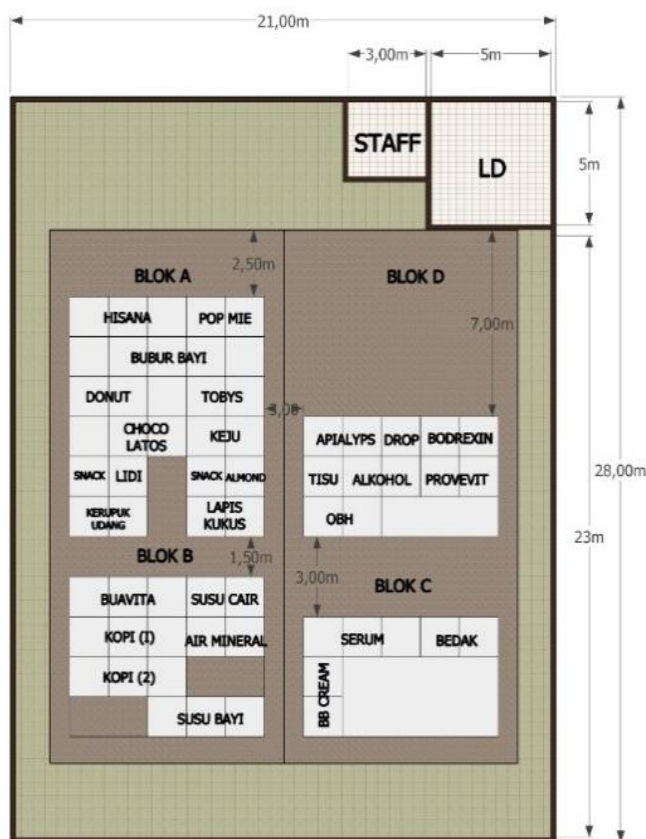 21,00m
3,00m
5m
STAFF
LD
5m
2,50m
BLOK A
BLOK D
7,00m
HISANA
POP MIE
BUBUR BAYI
DONUT
TOBYS
CHOCO
LATOS
KEJU
SNACK
LIDI
SNACK
ALMOND
KERUPUK
UDANG
LAPIS
KUKUS
APIALYPS
DROP
BODREXIN
TISU
ALKOHOL
PROVEVIT
OBH
28,00m
23m
BLOK B
1,50m
3,00m
BLOK C
BUAVITA
SUSU CAIR
KOPI (1)
AIR MINERAL
KOPI (2)
SUSU BAYI
SERUM
BEDAK
BB CREAM